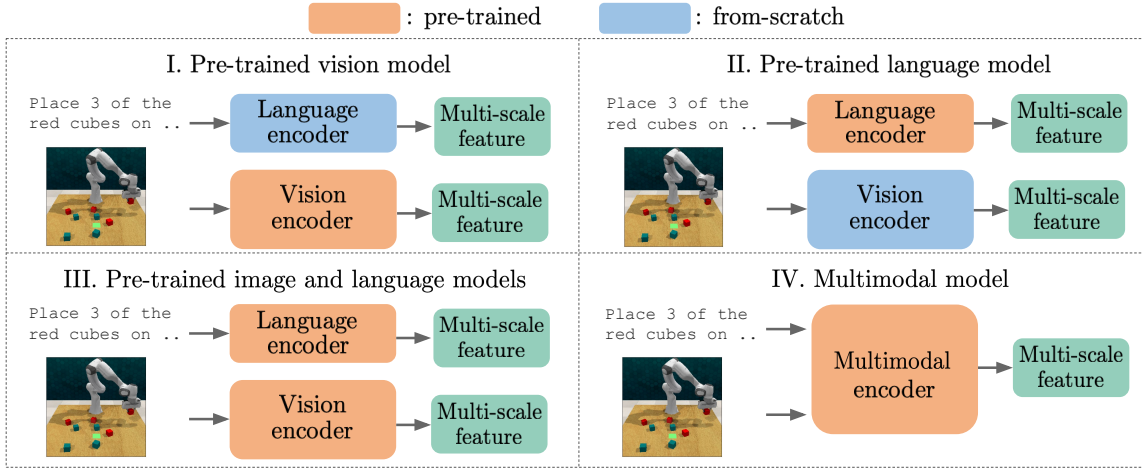 : pre-trained
: from-scratch
I. Pre-trained vision model
Place 3 of the
red cubes on ..
Language
encoder
Multi-scale
feature
Vision
encoder
Multi-scale
feature
II. Pre-trained language model
Place 3 of the
red cubes on ..
Language
encoder
Multi-scale
feature
Vision
encoder
Multi-scale
feature
III. Pre-trained image and language models
Place 3 of the
red cubes on ..
Language
encoder
Multi-scale
feature
Vision
encoder
Multi-scale
feature
IV. Multimodal model
Place 3 of the
red cubes on ..
Multimodal
encoder
Multi-scale
feature